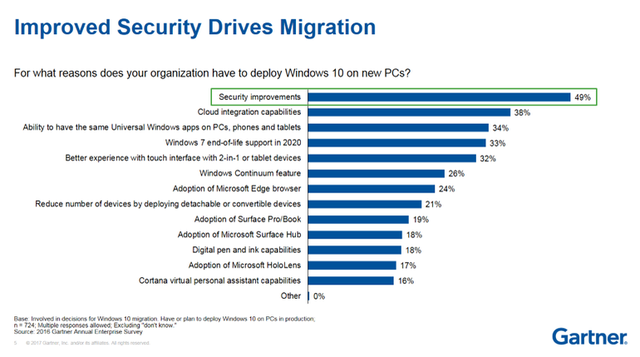 Improved Security Drives Migration
For what reasons does your organization have to deploy Windows 10 on new PCs?
Security improvements 49%
Cloud integration capabilities 38%
Ability to have the same Universal Windows apps on PCs, phones and tablets 34%
Windows 7 end-of-life support in 2020 33%
Better experience with touch interface with 2-in-1 or tablet devices 32%
Windows Continuum feature 26%
Adoption of Microsoft Edge browser 24%
Reduce number of devices by deploying detachable or convertible devices 21%
Adoption of Surface Pro/Book 19%
Adoption of Microsoft Surface Hub 18%
Digital pen and ink capabilities 18%
Adoption of Microsoft HoloLens 17%
Cortana virtual personal assistant capabilities 16%
Other 0%
Base: Involved in decisions for Windows 10 migration. Have or plan to deploy Windows 10 on PCs in production;
n = 724; Multiple responses allowed; Excluding "don't know."
Source: 2016 Gartner Annual Enterprise Survey
5 © 2017 Gartner, Inc. and/or its affiliates. All rights reserved.
Gartner